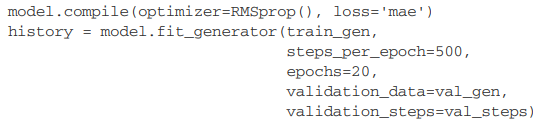 model.compile(optimizer=RMSprop(), loss='mae')
history = model.fit_generator(train_gen,
                              steps_per_epoch=500,
                              epochs=20,
                              validation_data=val_gen,
                              validation_steps=val_steps)